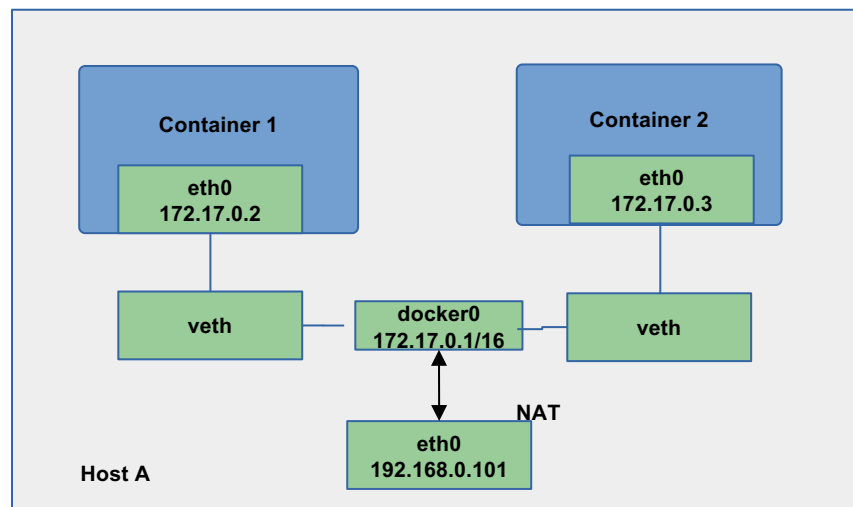 Container 1
Container 2
eth0
172.17.0.2
eth0
172.17.0.3
veth
docker0
172.17.0.1/16
veth
NAT
eth0
192.168.0.101
Host A